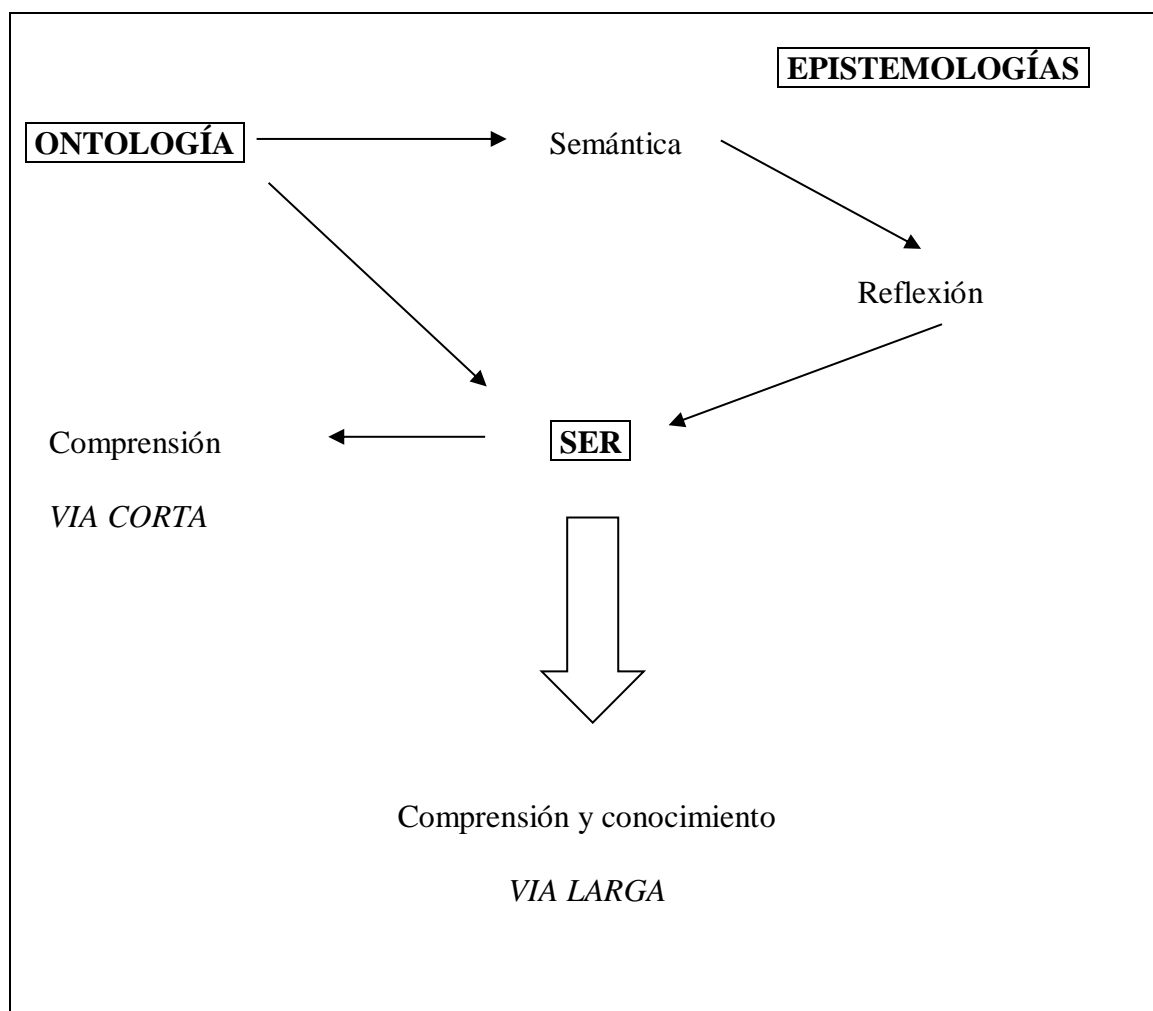 EPISTEMOLOGÍAS
ONTOLOGÍA
Semántica
Reflexión
Comprensión
SER
VIA CORTA
Comprensión y conocimiento
VIA LARGA